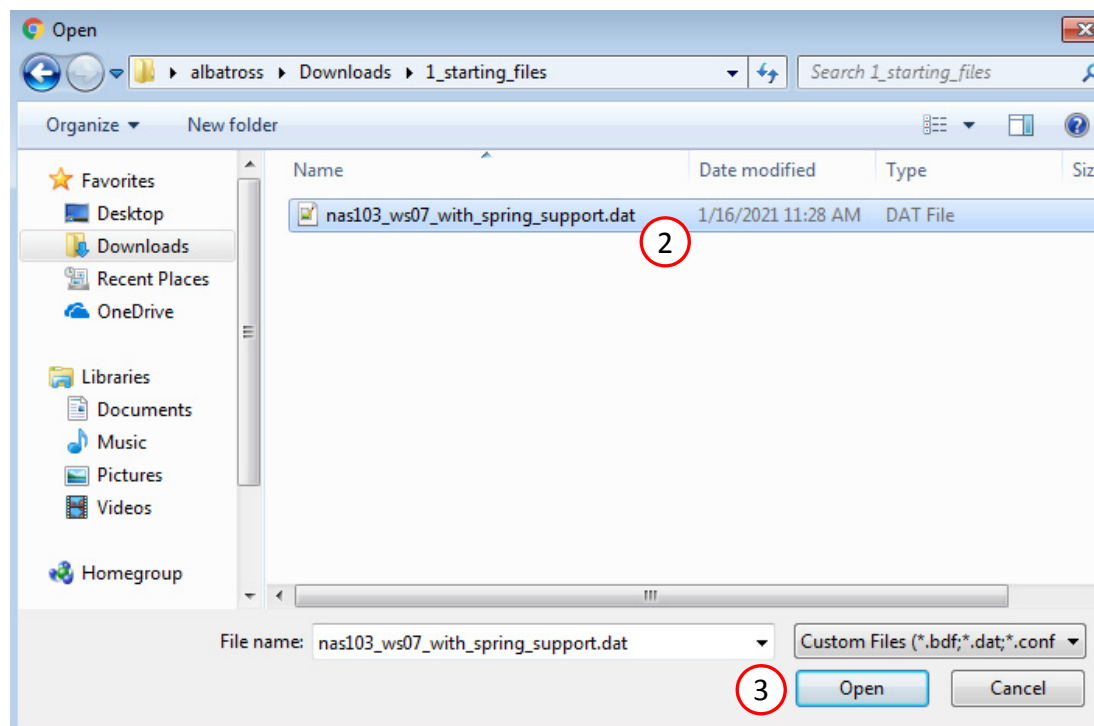 Open
albatross Downloads 1_starting_files Search 1_starting_files
Organize New folder
Name Date modified Type Siz
nas103_ws07_with_spring_support.dat 1/16/2021 11:28 AM DAT File
2
Favorites
Desktop
Downloads
Recent Places
OneDrive
Libraries
Documents
Music
Pictures
Videos
Homegroup
File name: nas103_ws07_with_spring_support.dat Custom Files (*.bdf;*.dat;*.conf
3 Open Cancel